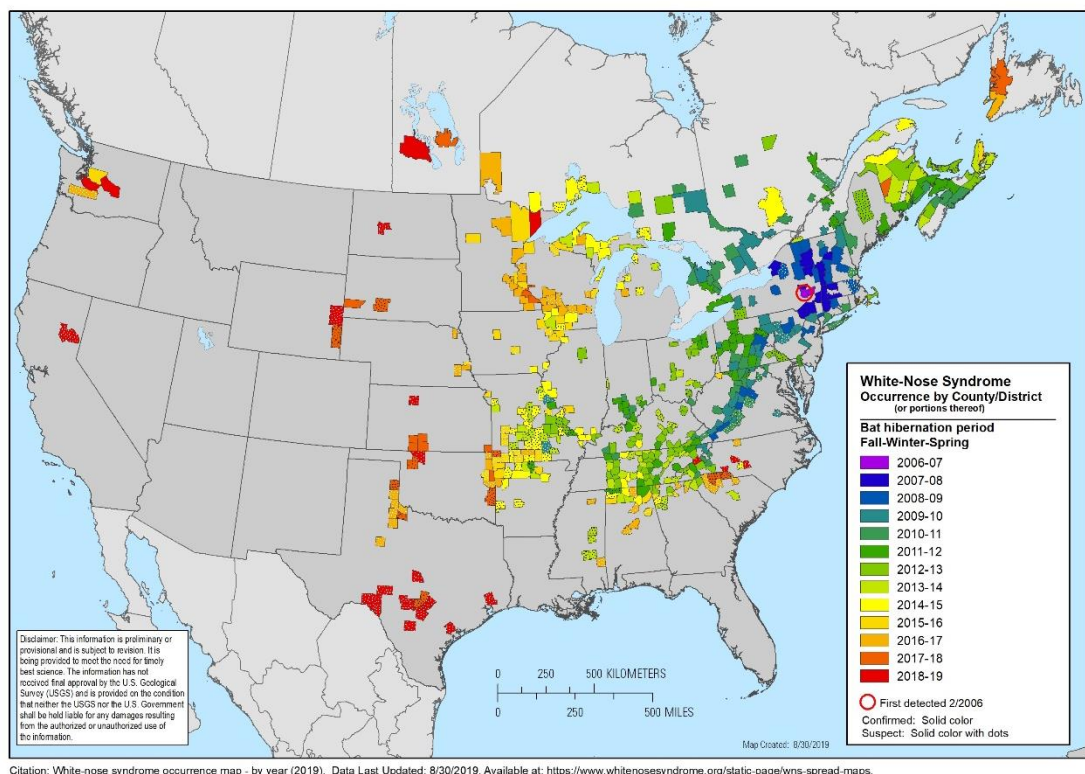 White-Nose Syndrome
Occurrence by County/District
(or portions thereof)
Bat hibernation period
Fall-Winter-Spring
2006-07
2007-08
2008-09
2009-10
2010-11
2011-12
2012-13
2013-14
2014-15
2015-16
2016-17
2017-18
2018-19
First detected 2/2006
Confirmed: Solid color
Suspect: Solid color with dots
Disclaimer: This information is preliminary or
provisional and is subject to revision. It is
being provided to meet the need for timely
best science. The information has not
received final approval by the U.S. Geological
Survey (USGS) and is provided on the condition
that neither the USGS nor the U.S. Government
shall be held liable for any damages resulting
from the authorized or unauthorized use of
the information.
0 250 500 KILOMETERS
0 250 500 MILES
Map Created: 8/30/2019
Citation: White-nose syndrome occurrence map - by year (2019). Data Last Updated: 8/30/2019. Available at: https://www.whitenosesyndrome.org/static-page/wns-spread-maps.